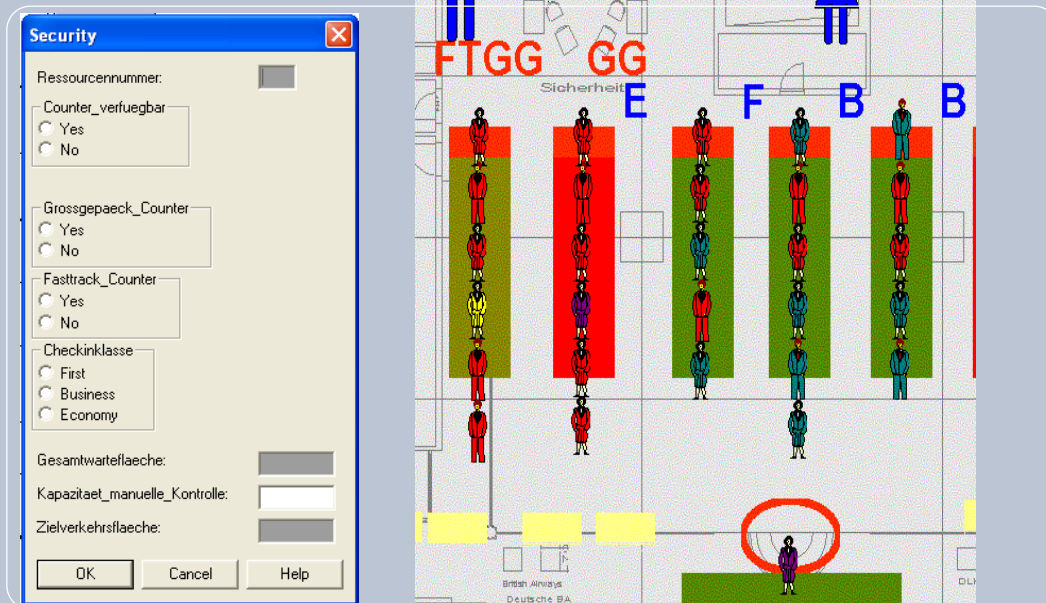 Security
Ressourcennummer:
Counter_verfuegbar
Yes
No
Grossgepaeck_Counter
Yes
No
Fasttrack_Counter
Yes
No
Checkinklasse
First
Business
Economy
Gesamtwarteflaeche:
Kapazitaet_manuelle_Kontrolle:
Zielverkehrsflaeche:
OK
Cancel
Help
FTGG
GG
Sicherheit
E
F
B
B
British Airways
Deutsche BA
DLH